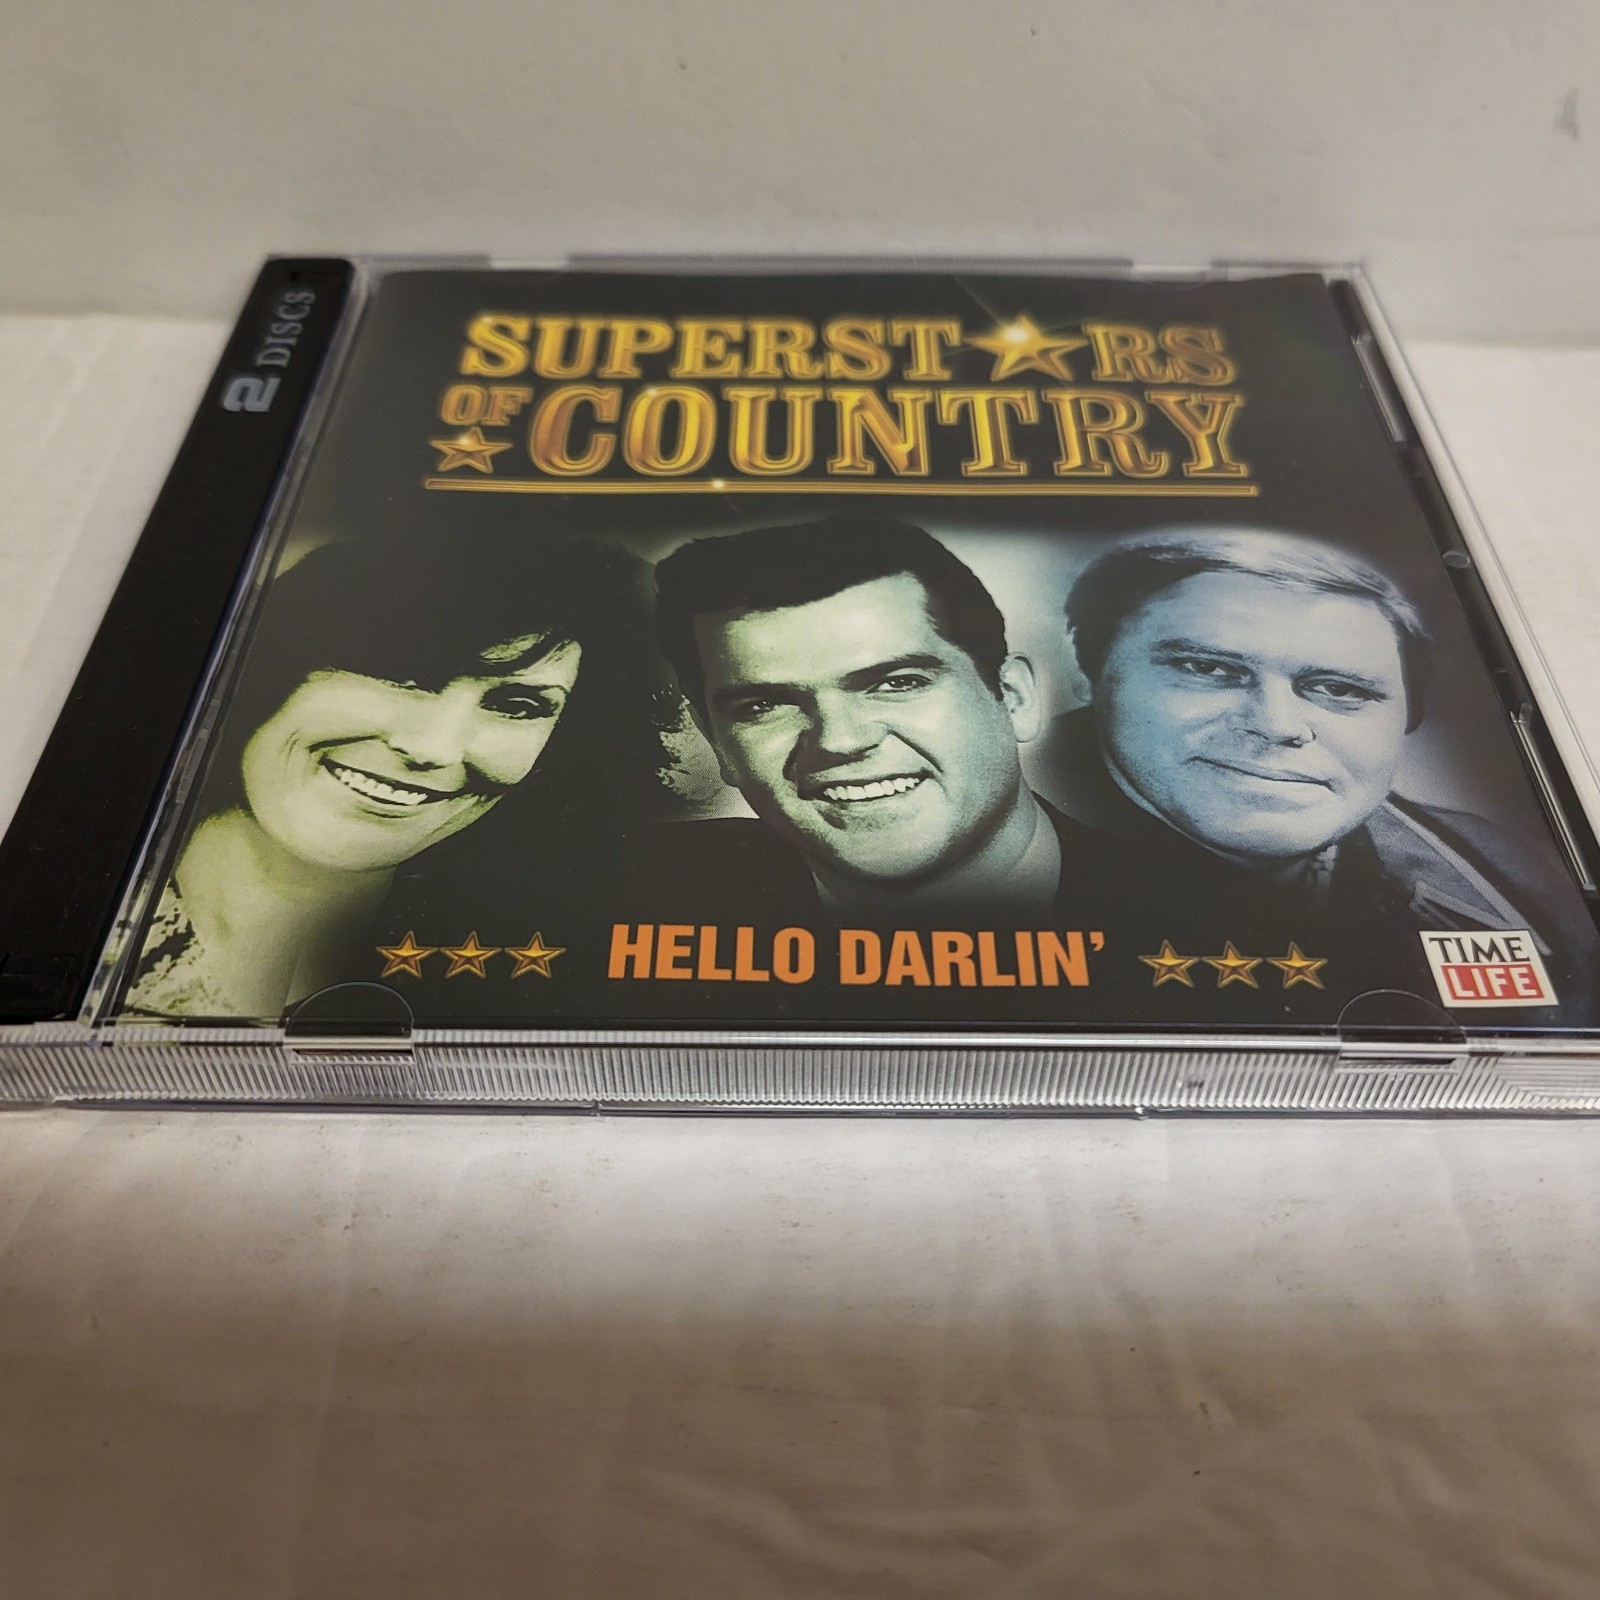 2 DISCS
SUPERSTARS
OF COUNTRY
HELLO DARLIN'
TIME
LIFE